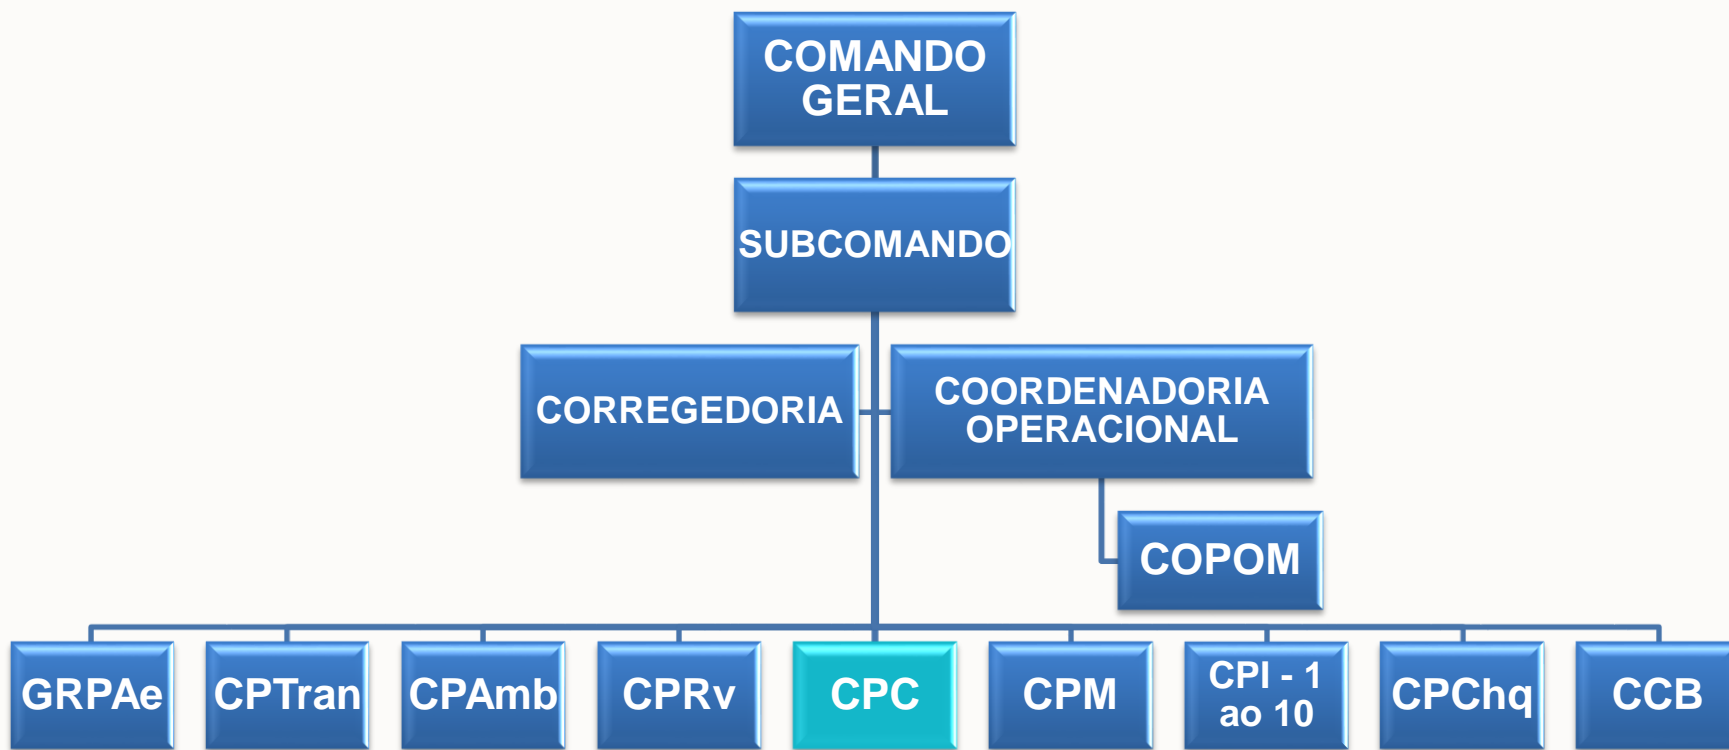 COMANDO
GERAL
SUBCOMANDO
CORREGEDORIA
COORDENADORIA
OPERACIONAL
COPOM
GRPAe
CPTran
CPAmb
CPRv
CPC
CPM
CPI - 1
ao 10
CPChq
CCB